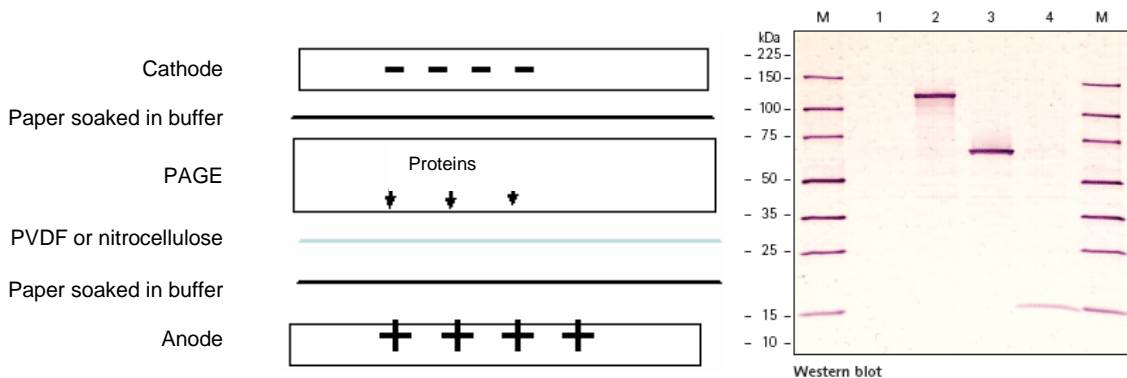 Cathode
Paper soaked in buffer
PAGE
Proteins
PVDF or nitrocellulose
Paper soaked in buffer
Anode
M 1 2 3 4 M
kDa
- 225 -
- 150 -
- 100 -
- 75 -
- 50 -
- 35 -
- 25 -
- 15 -
- 10 -
Western blot